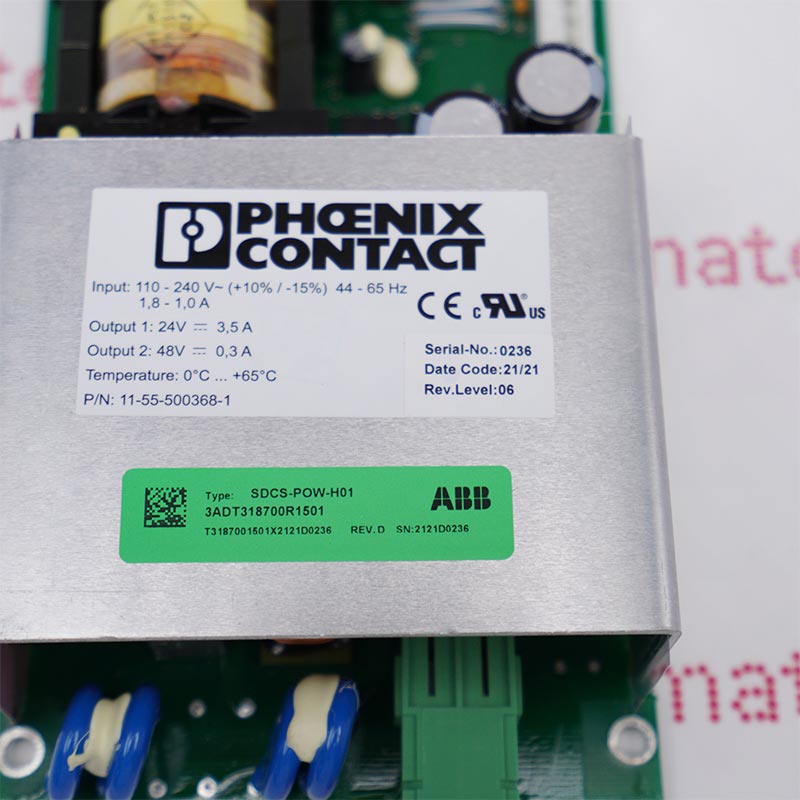 PHŒNIX
CONTACT
Input: 110 - 240 V~ (+10% / -15%) 44 - 65 Hz
1,8 - 1,0 A
Output 1: 24V ⎓ 3,5 A
Output 2: 48V ⎓ 0,3 A
Temperature: 0°C ... +65°C
P/N: 11-55-500368-1
CE c RU US
Serial-No.:0236
Date Code:21/21
Rev.Level:06
Type: SDCS-POW-H01
3ADT318700R1501
T3187001501X2121D0236 REV.D SN:2121D0236
ABB